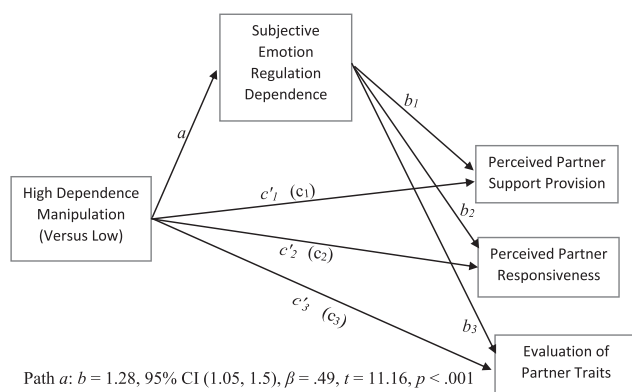 Subjective
Emotion
Regulation
Dependence
a
b1
Perceived Partner
Support Provision
High Dependence
Manipulation
(Versus Low)
c'1 (c1)
b2
c'2 (c2)
Perceived Partner
Responsiveness
c'3 (c3)
b3
Evaluation of
Partner Traits
Path a: b = 1.28, 95% CI (1.05, 1.5), β = .49, t = 11.16, p < .001